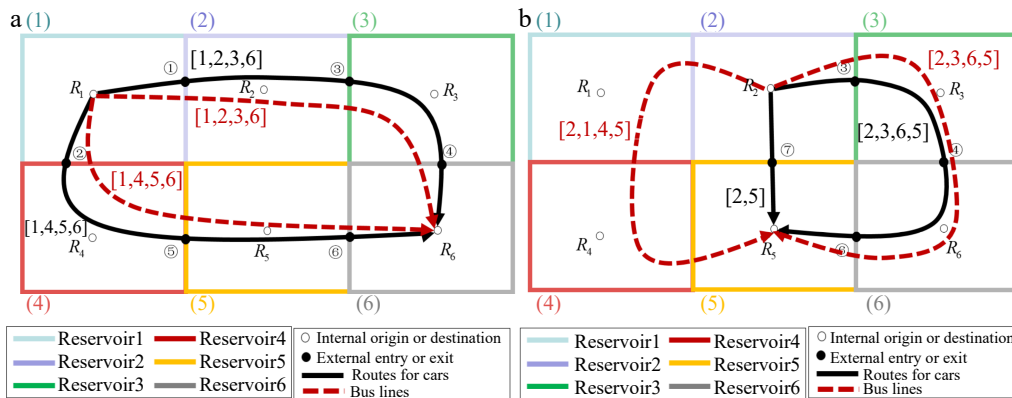 a
(1)
(2)
(3)
[1,2,3,6]
①
③
R1
R2
R3
[1,2,3,6]
②
④
[1,4,5,6]
[1,4,5,6]
R4
⑤
R5
⑥
R6
(4)
(5)
(6)
Reservoir1
Reservoir4
Reservoir2
Reservoir5
Reservoir3
Reservoir6
Internal origin or destination
External entry or exit
Routes for cars
Bus lines
b
(1)
(2)
(3)
[2,3,6,5]
③
R1
R2
R3
[2,1,4,5]
[2,3,6,5]
⑦
④
[2,5]
R4
R5
⑥
R6
(4)
(5)
(6)
Reservoir1
Reservoir4
Reservoir2
Reservoir5
Reservoir3
Reservoir6
Internal origin or destination
External entry or exit
Routes for cars
Bus lines